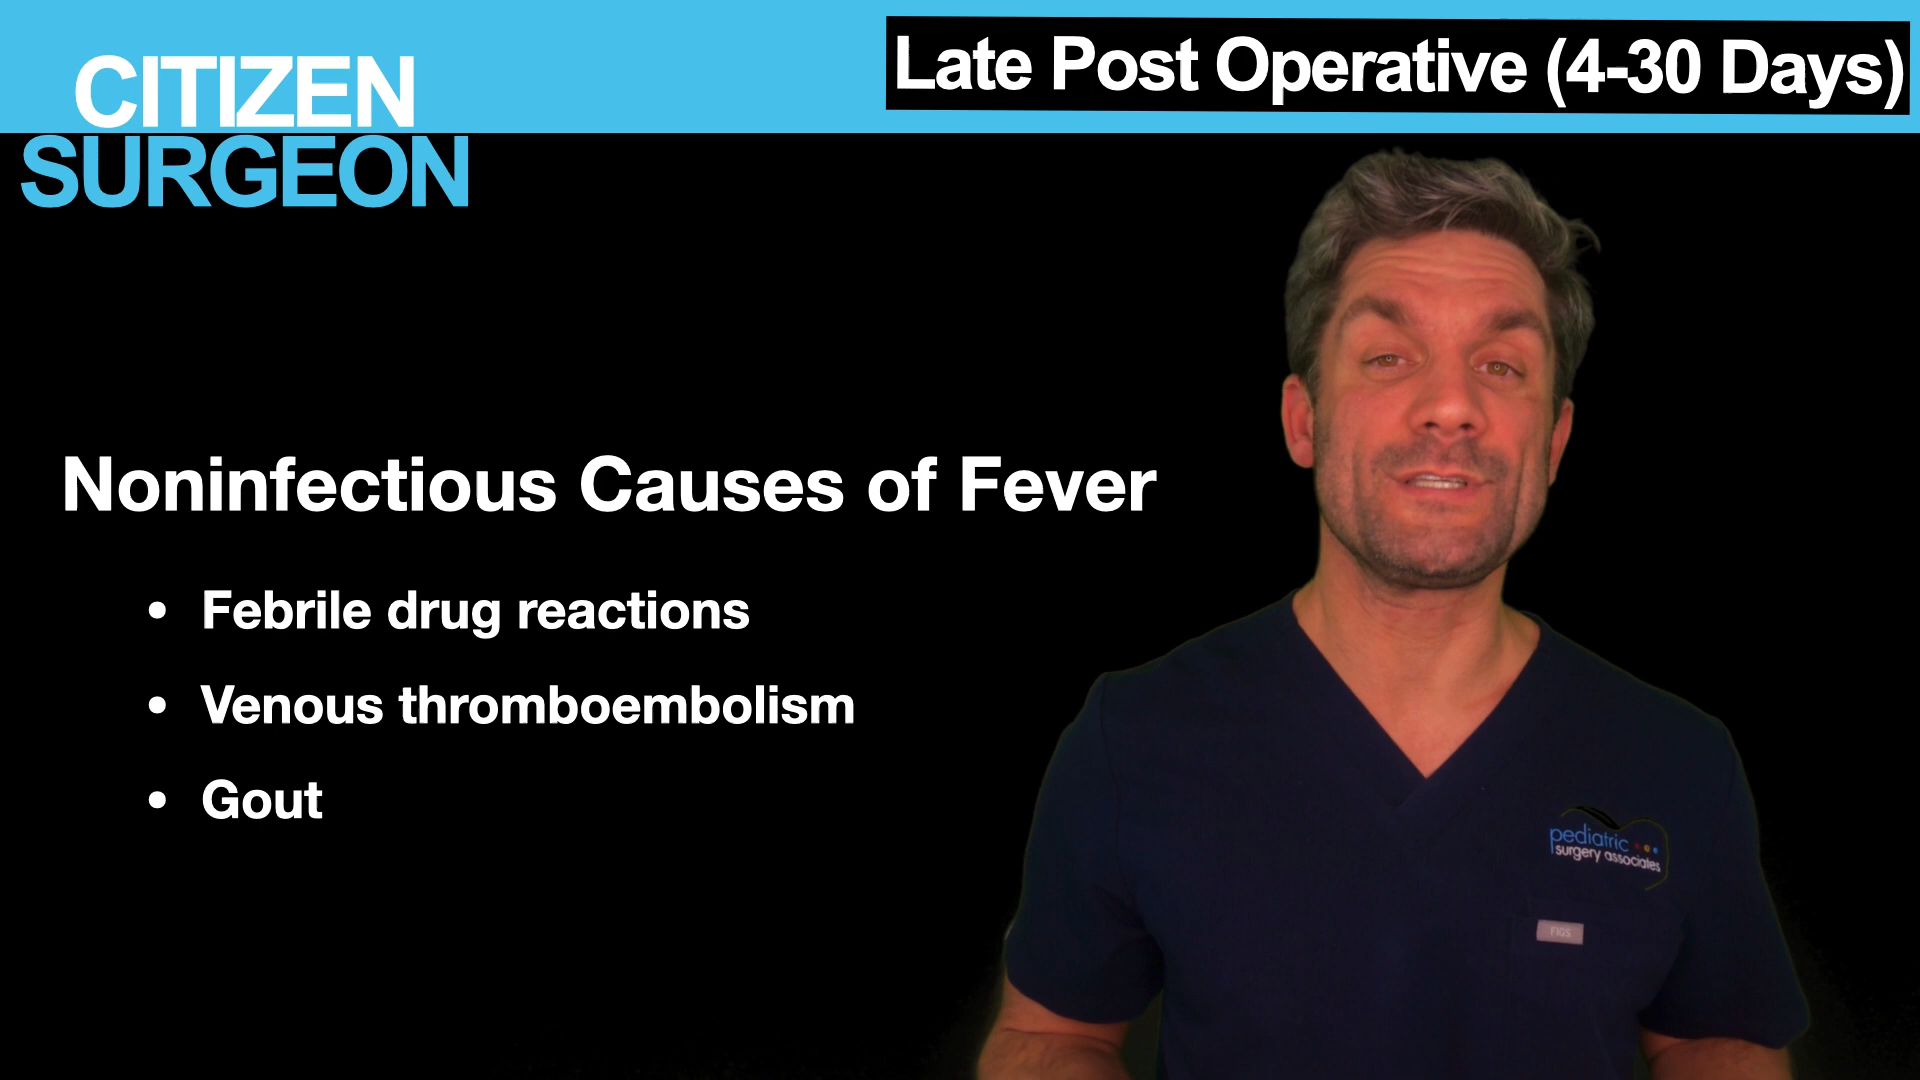 CITIZEN
SURGEON
Late Post Operative (4-30 Days)
Noninfectious Causes of Fever
• Febrile drug reactions
• Venous thromboembolism
• Gout
pediatric
surgery associates
FIGS